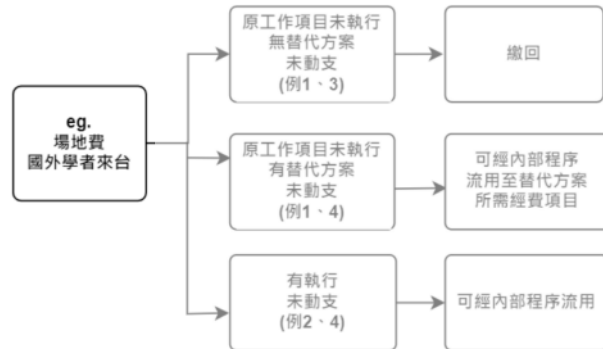 eg.
場地費
國外學者來台
原工作項目未執行
無替代方案
未動支
(例1、3)
繳回
原工作項目未執行
有替代方案
未動支
(例1、4)
可經內部程序
流用至替代方案
所需經費項目
有執行
未動支
(例2、4)
可經內部程序流用